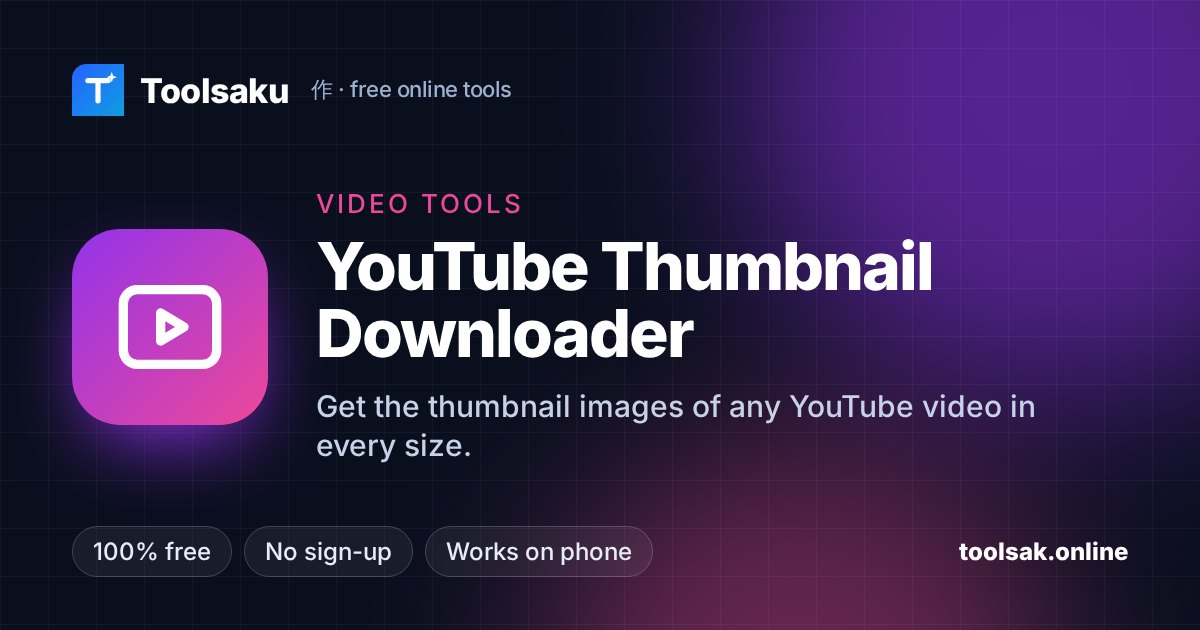 Toolsaku 作 · free online tools
VIDEO TOOLS
YouTube Thumbnail
Downloader
Get the thumbnail images of any YouTube video in
every size.
100% free No sign-up Works on phone toolsak.online